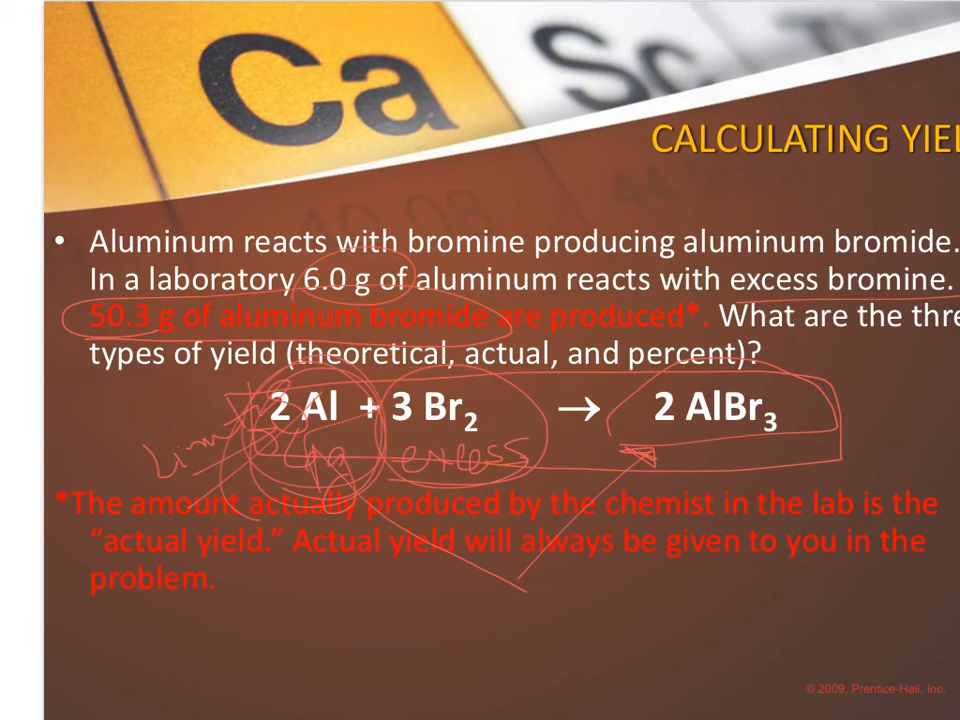 Ca Sc
CALCULATING YIEL
• Aluminum reacts with bromine producing aluminum bromide.
In a laboratory 6.0 g of aluminum reacts with excess bromine.
50.3 g of aluminum bromide are produced*. What are the thre
types of yield (theoretical, actual, and percent)?
2 Al + 3 Br₂ → 2 AlBr₃
excess
*The amount actually produced by the chemist in the lab is the
“actual yield.” Actual yield will always be given to you in the
problem.
© 2009, Prentice-Hall, Inc.